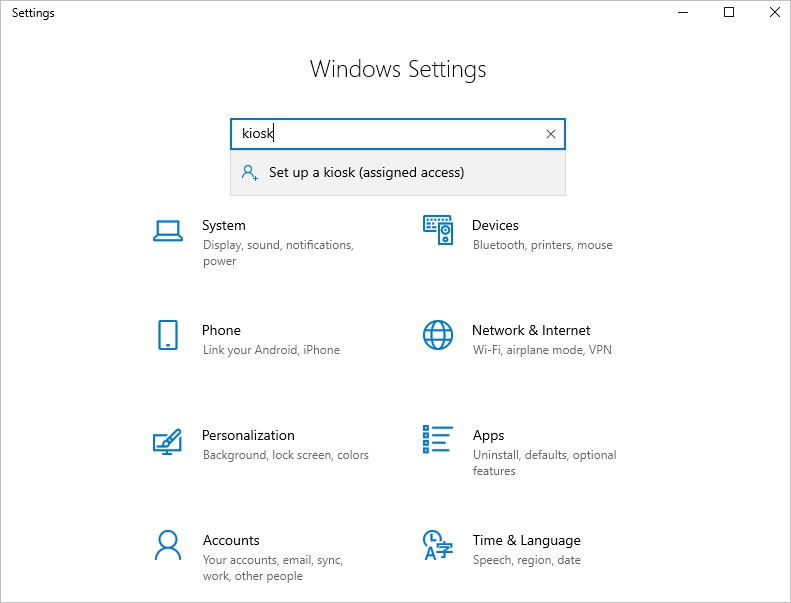 Settings
Windows Settings
kiosk
Set up a kiosk (assigned access)
System
Display, sound, notifications,
power
Devices
Bluetooth, printers, mouse
Phone
Link your Android, iPhone
Network & Internet
Wi-Fi, airplane mode, VPN
Personalization
Background, lock screen, colors
Apps
Uninstall, defaults, optional
features
Accounts
Your accounts, email, sync,
work, other people
Time & Language
Speech, region, date